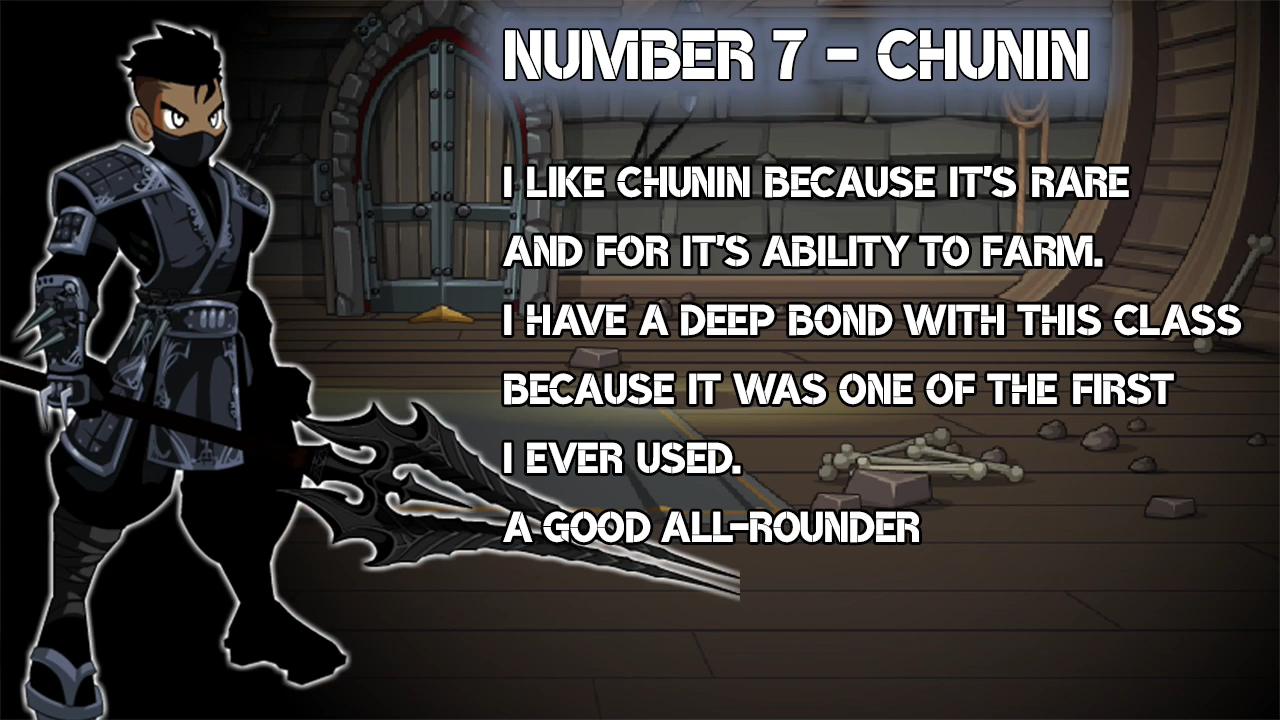 NUMBER 7 - CHUNIN
I LIKE CHUNIN BECAUSE IT'S RARE
AND FOR IT'S ABILITY TO FARM.
I HAVE A DEEP BOND WITH THIS CLASS
BECAUSE IT WAS ONE OF THE FIRST
I EVER USED.
A GOOD ALL-ROUNDER